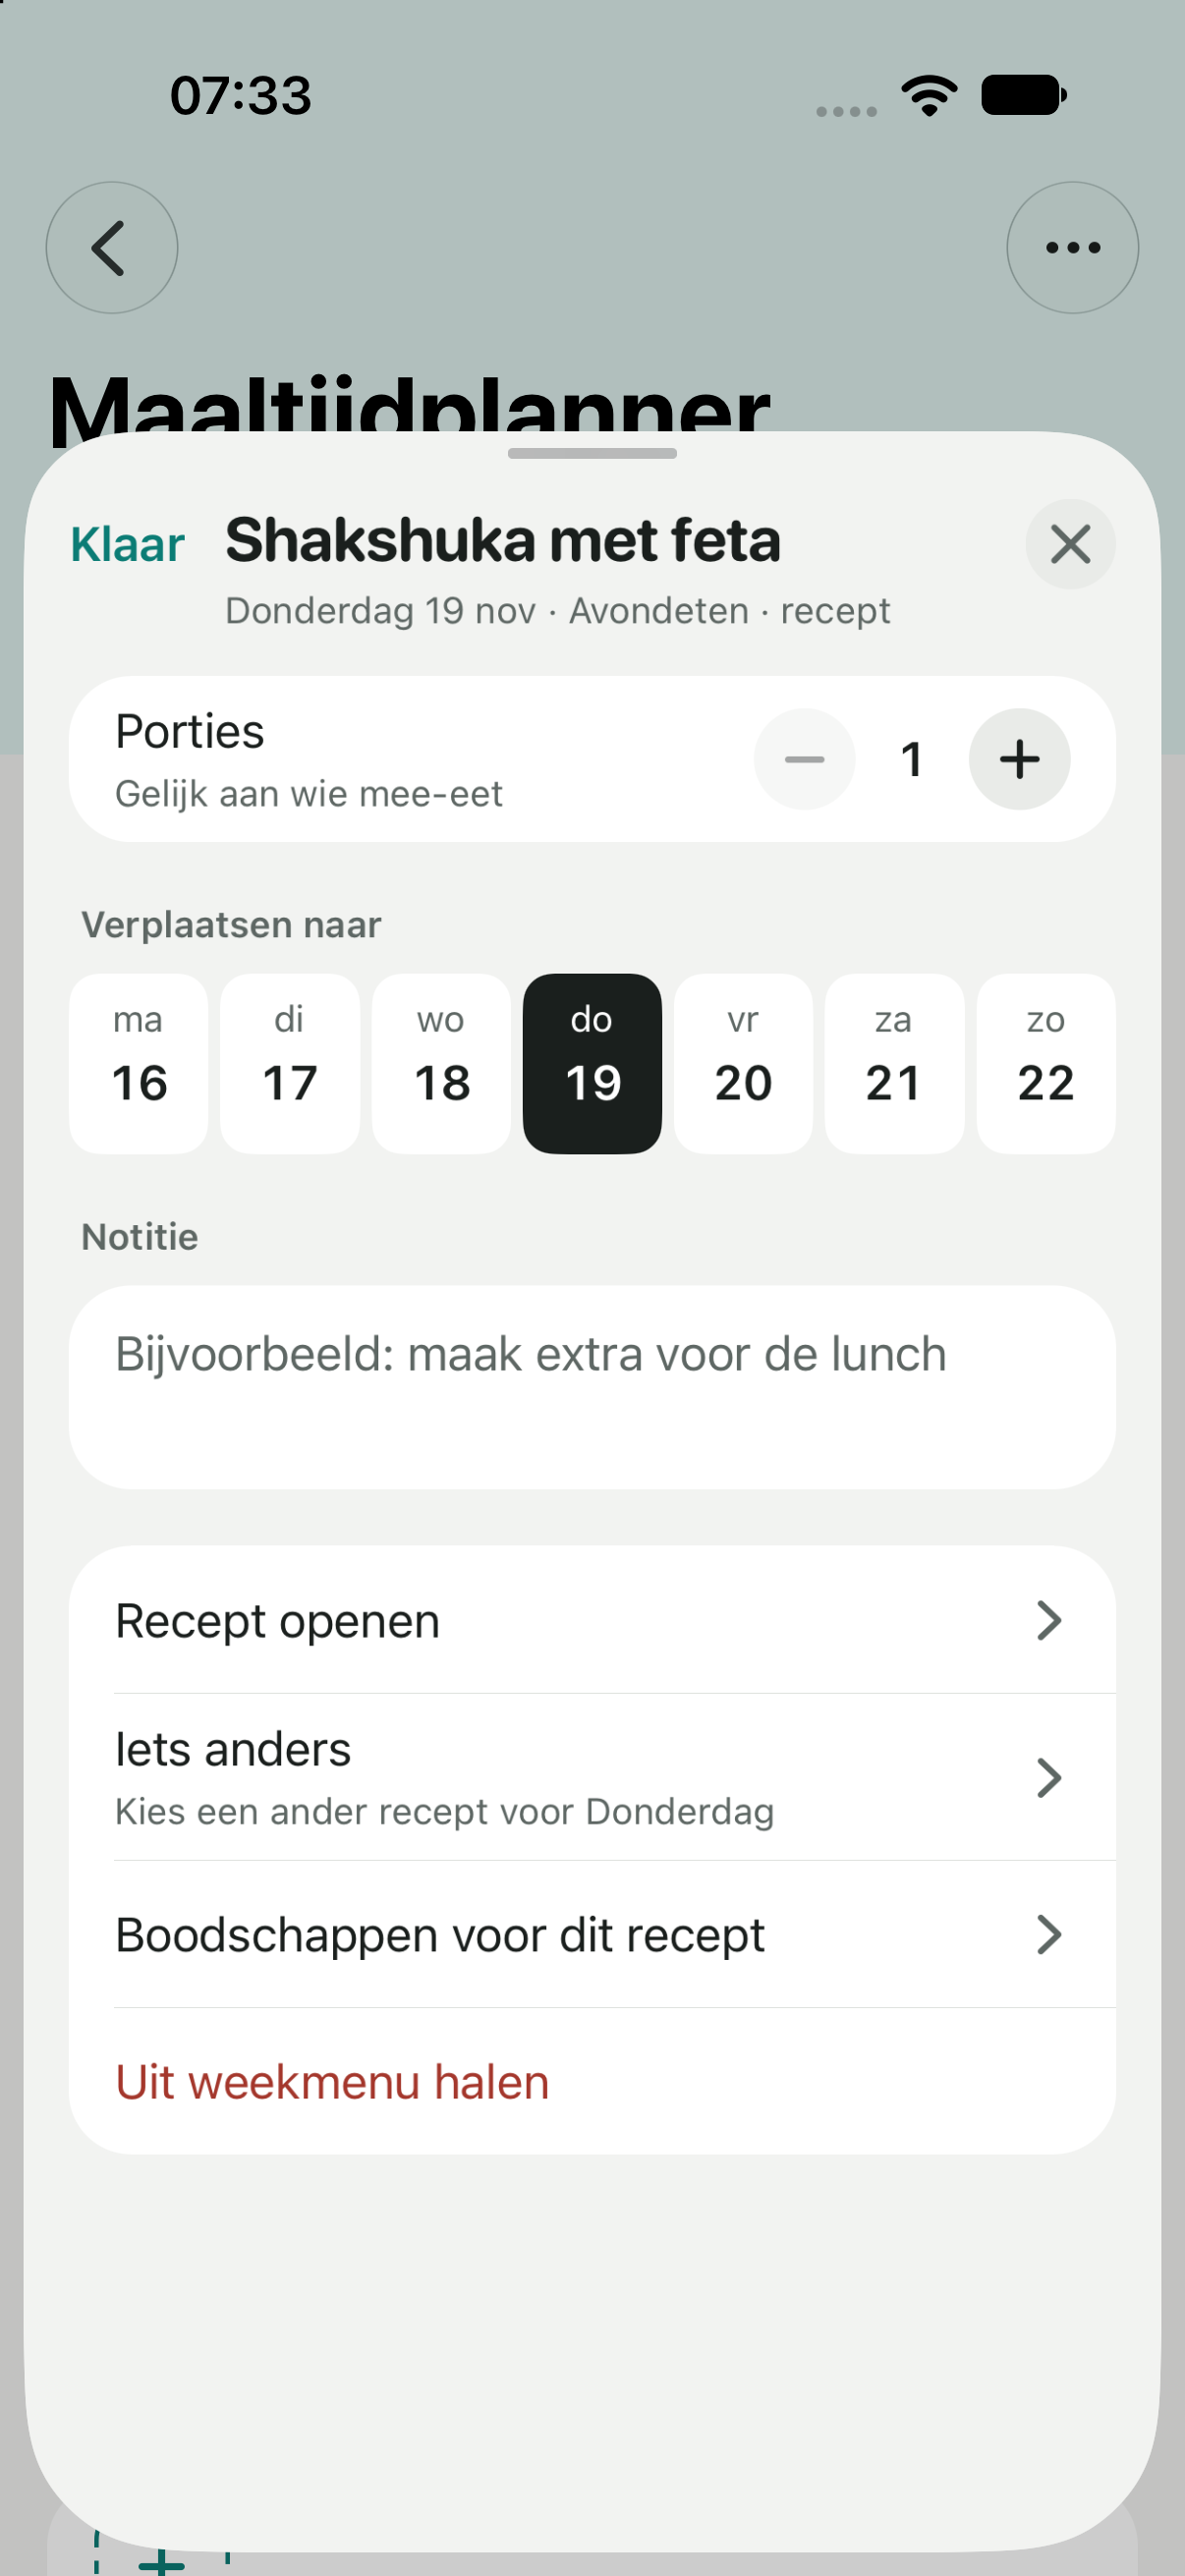 07:33
Maaltijdplanner
Klaar
Shakshuka met feta
Donderdag 19 nov · Avondeten · recept
Porties
Gelijk aan wie mee-eet
1
Verplaatsen naar
ma di wo do vr za zo
16 17 18 19 20 21 22
Notitie
Bijvoorbeeld: maak extra voor de lunch
Recept openen
Iets anders
Kies een ander recept voor Donderdag
Boodschappen voor dit recept
Uit weekmenu halen